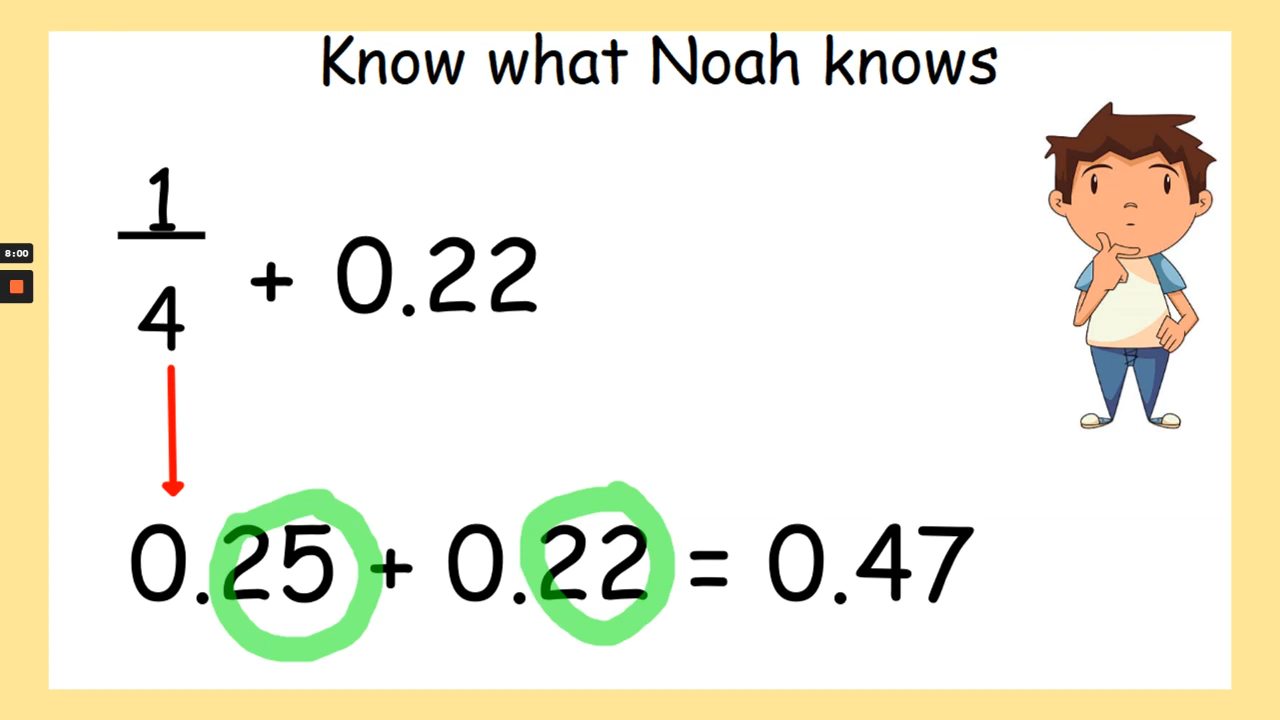 Know what Noah knows
1
4
+ 0.22
8:00
0.25 + 0.22 = 0.47